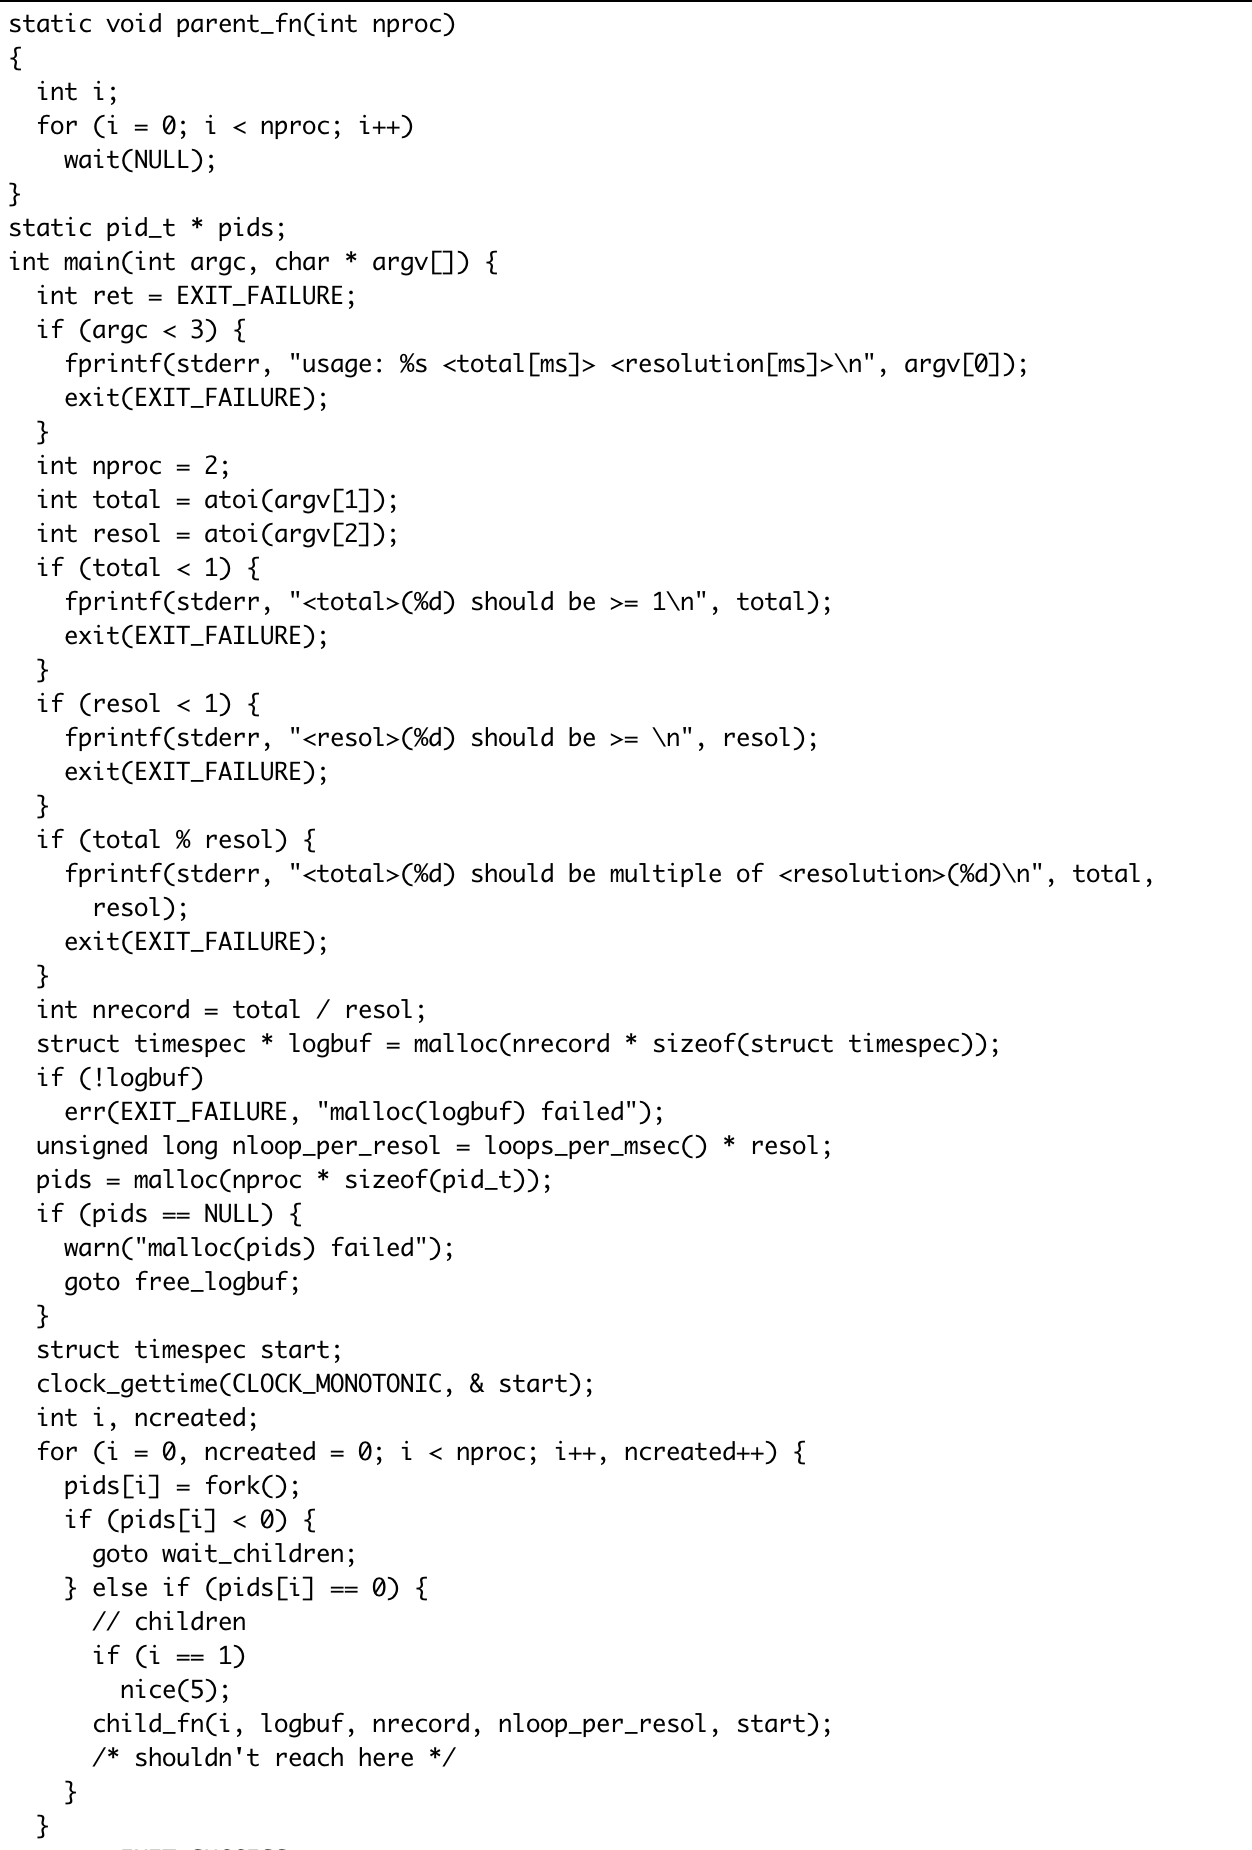 static void parent_fn(int nproc)
{
  int i;
  for (i = 0; i < nproc; i++)
    wait(NULL);
}
static pid_t * pids;
int main(int argc, char * argv[]) {
  int ret = EXIT_FAILURE;
  if (argc < 3) {
    fprintf(stderr, "usage: %s <total[ms]> <resolution[ms]>\n", argv[0]);
    exit(EXIT_FAILURE);
  }
  int nproc = 2;
  int total = atoi(argv[1]);
  int resol = atoi(argv[2]);
  if (total < 1) {
    fprintf(stderr, "<total>(%d) should be >= 1\n", total);
    exit(EXIT_FAILURE);
  }
  if (resol < 1) {
    fprintf(stderr, "<resol>(%d) should be >= \n", resol);
    exit(EXIT_FAILURE);
  }
  if (total % resol) {
    fprintf(stderr, "<total>(%d) should be multiple of <resolution>(%d)\n", total,
      resol);
    exit(EXIT_FAILURE);
  }
  int nrecord = total / resol;
  struct timespec * logbuf = malloc(nrecord * sizeof(struct timespec));
  if (!logbuf)
    err(EXIT_FAILURE, "malloc(logbuf) failed");
  unsigned long nloop_per_resol = loops_per_msec() * resol;
  pids = malloc(nproc * sizeof(pid_t));
  if (pids == NULL) {
    warn("malloc(pids) failed");
    goto free_logbuf;
  }
  struct timespec start;
  clock_gettime(CLOCK_MONOTONIC, & start);
  int i, ncreated;
  for (i = 0, ncreated = 0; i < nproc; i++, ncreated++) {
    pids[i] = fork();
    if (pids[i] < 0) {
      goto wait_children;
    } else if (pids[i] == 0) {
      // children
      if (i == 1)
        nice(5);
      child_fn(i, logbuf, nrecord, nloop_per_resol, start);
      /* shouldn't reach here */
    }
  }